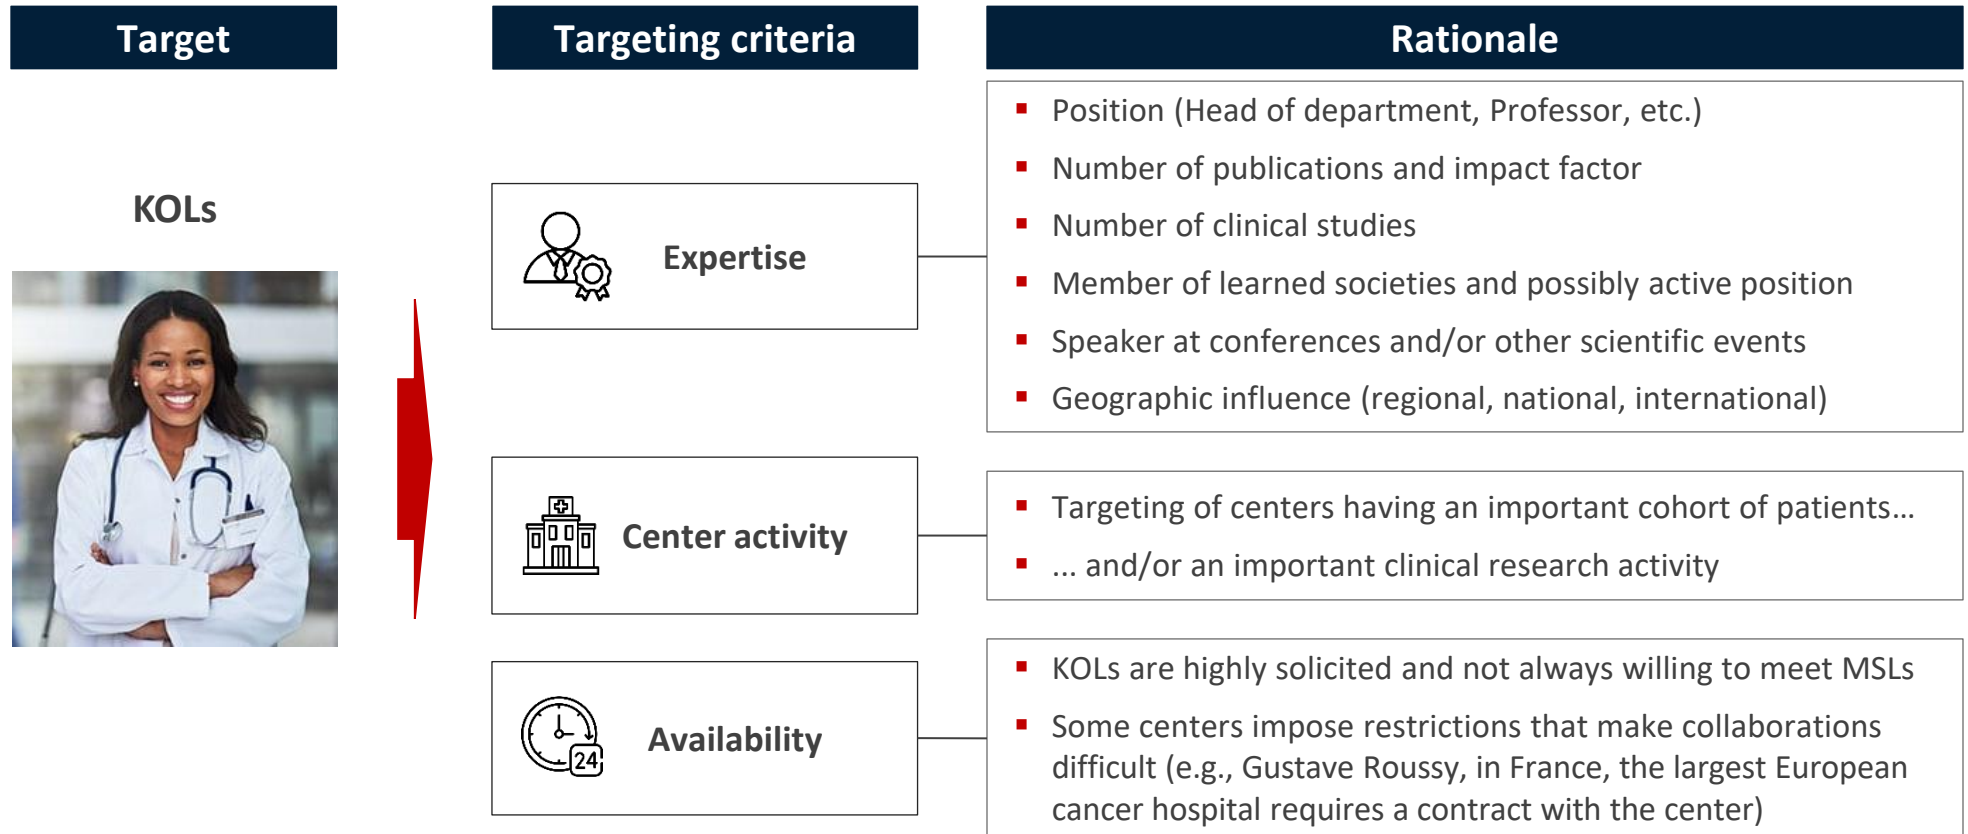 Target
Targeting criteria
Rationale
KOLs
Expertise
Position (Head of department, Professor, etc.)
Number of publications and impact factor
Number of clinical studies
Member of learned societies and possibly active position
Speaker at conferences and/or other scientific events
Geographic influence (regional, national, international)
Center activity
Targeting of centers having an important cohort of patients…
... and/or an important clinical research activity
24
Availability
KOLs are highly solicited and not always willing to meet MSLs
Some centers impose restrictions that make collaborations
difficult (e.g., Gustave Roussy, in France, the largest European
cancer hospital requires a contract with the center)